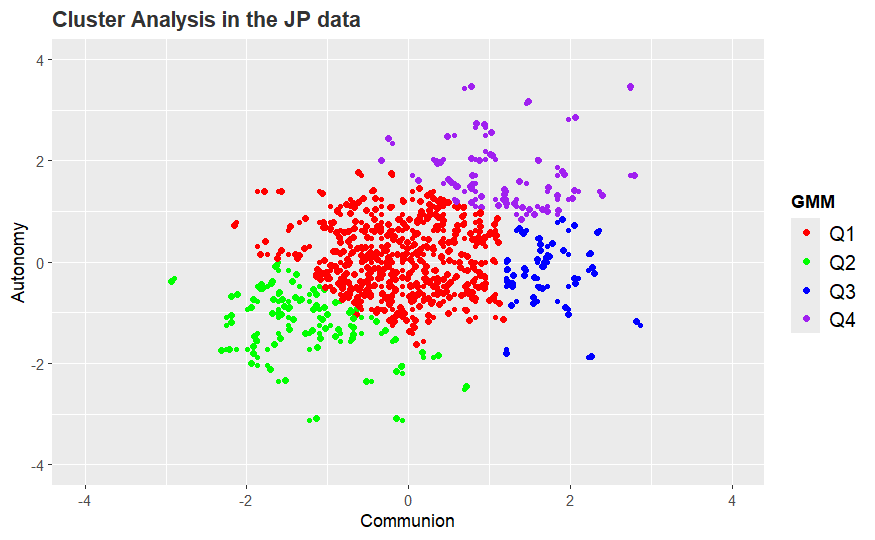 Cluster Analysis in the JP data
4
2
0
-2
-4
Autonomy
-4 -2 0 2 4
Communion
GMM
Q1
Q2
Q3
Q4